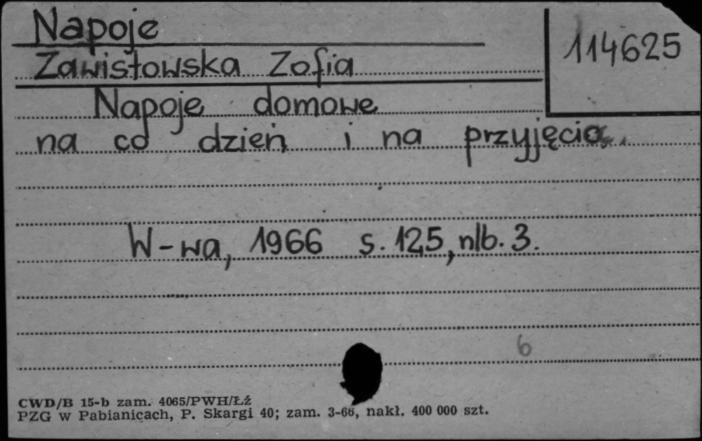 Napoje
114625
Zawistowska Zofia
Napoje domowe
na co dzień i na przyjęcia.
W-wa, 1966 s. 125, nlb. 3.
6
CWD/B 15-b zam. 4065/PWH/Łź
PZG w Pabianicach, P. Skargi 40; zam. 3-66, nakł. 400 000 szt.